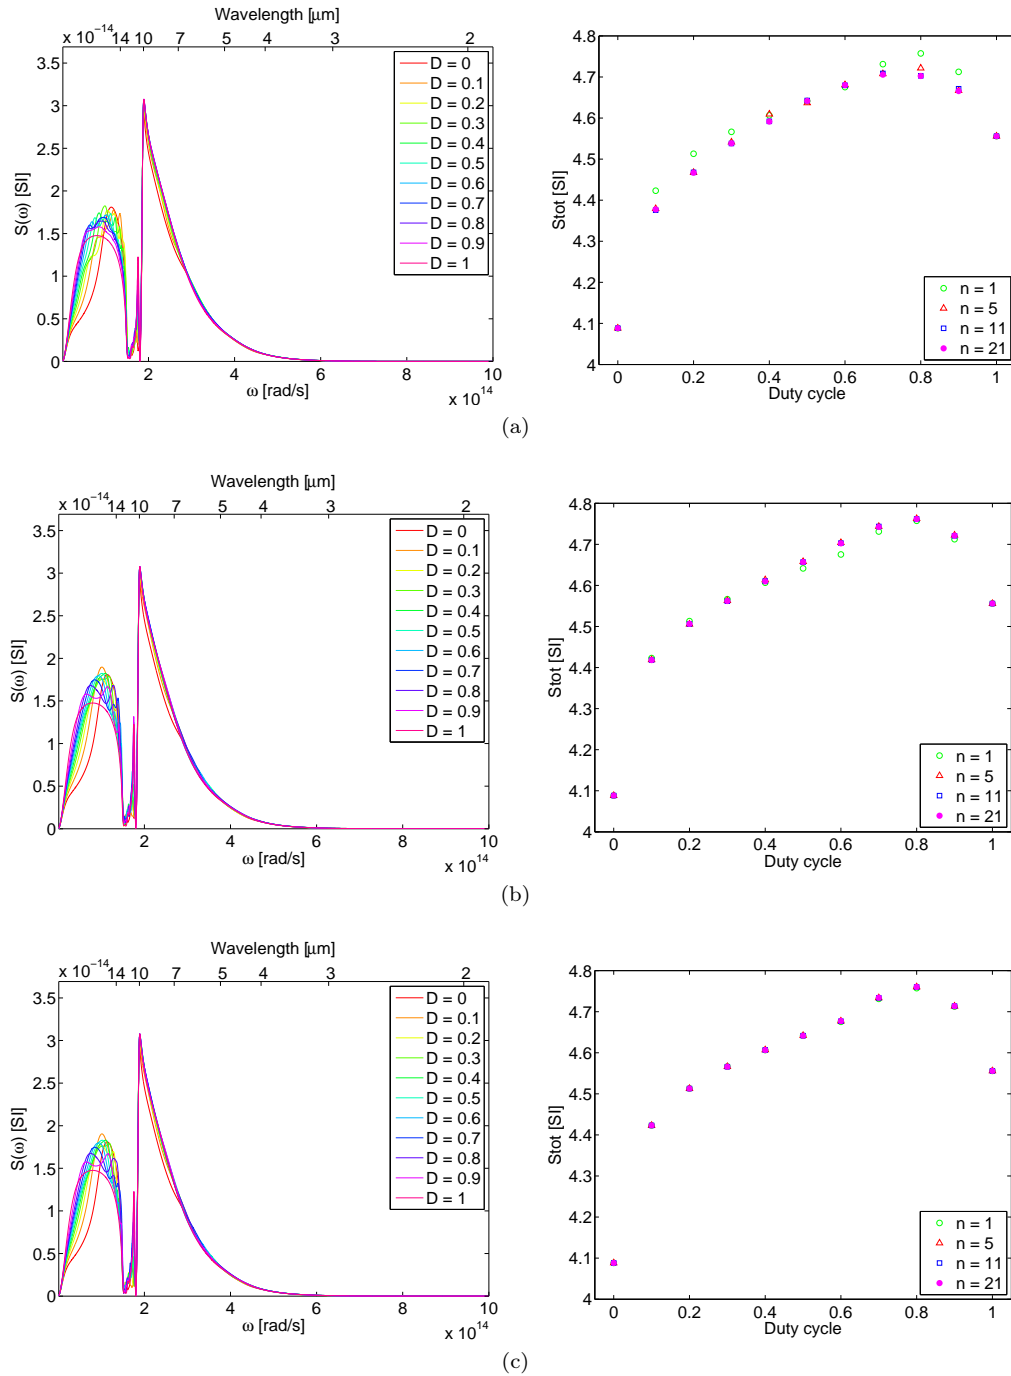 Wavelength [μm]
x 10⁻¹⁴ 14 10 7 5 4 3 2
3.5
3
2.5
2
1.5
1
0.5
0
S(ω) [SI]
D = 0
D = 0.1
D = 0.2
D = 0.3
D = 0.4
D = 0.5
D = 0.6
D = 0.7
D = 0.8
D = 0.9
D = 1
2 4 6 8 10
ω [rad/s]
x 10¹⁴
4.8
4.7
4.6
4.5
4.4
4.3
4.2
4.1
4
Stot [SI]
n = 1
n = 5
n = 11
n = 21
0 0.2 0.4 0.6 0.8 1
Duty cycle
(a)
Wavelength [μm]
x 10⁻¹⁴ 14 10 7 5 4 3 2
3.5
3
2.5
2
1.5
1
0.5
0
S(ω) [SI]
D = 0
D = 0.1
D = 0.2
D = 0.3
D = 0.4
D = 0.5
D = 0.6
D = 0.7
D = 0.8
D = 0.9
D = 1
2 4 6 8 10
ω [rad/s]
x 10¹⁴
4.8
4.7
4.6
4.5
4.4
4.3
4.2
4.1
4
Stot [SI]
n = 1
n = 5
n = 11
n = 21
0 0.2 0.4 0.6 0.8 1
Duty cycle
(b)
Wavelength [μm]
x 10⁻¹⁴ 14 10 7 5 4 3 2
3.5
3
2.5
2
1.5
1
0.5
0
S(ω) [SI]
D = 0
D = 0.1
D = 0.2
D = 0.3
D = 0.4
D = 0.5
D = 0.6
D = 0.7
D = 0.8
D = 0.9
D = 1
2 4 6 8 10
ω [rad/s]
x 10¹⁴
4.8
4.7
4.6
4.5
4.4
4.3
4.2
4.1
4
Stot [SI]
n = 1
n = 5
n = 11
n = 21
0 0.2 0.4 0.6 0.8 1
Duty cycle
(c)